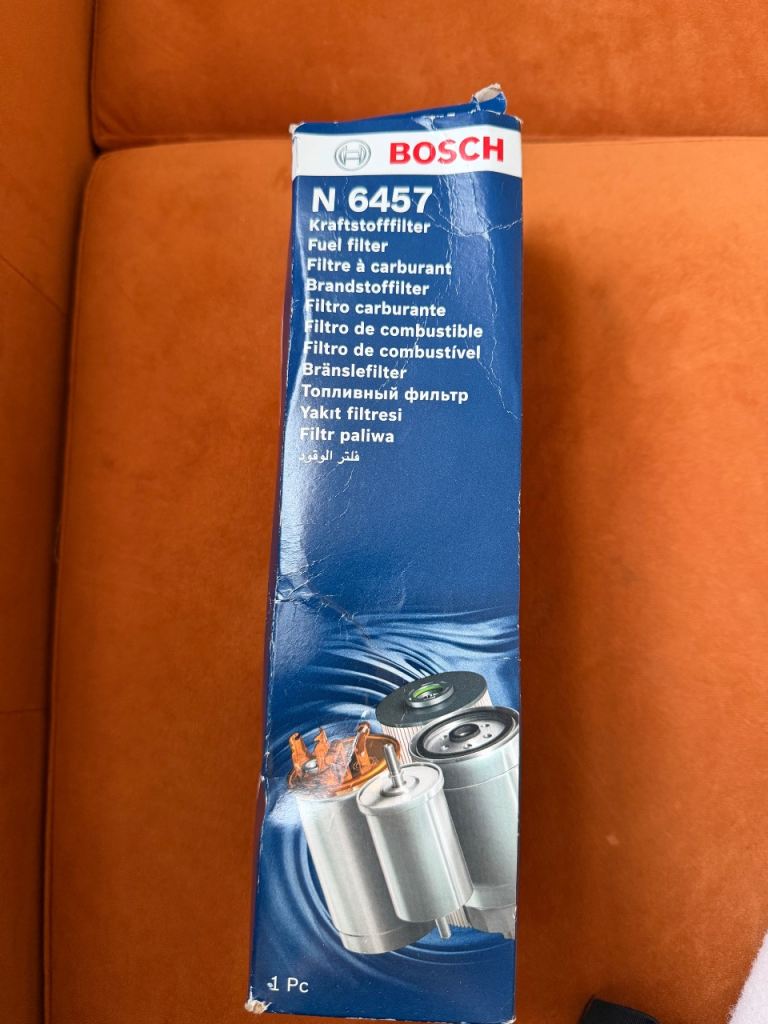 BOSCH
N 6457
Kraftstofffilter
Fuel filter
Filtre à carburant
Brandstoffilter
Filtro carburante
Filtro de combustible
Filtro de combustível
Bränslefilter
Топливный фильтр
Yakıt filtresi
Filtr paliwa
فلتر الوقود
1 Pc